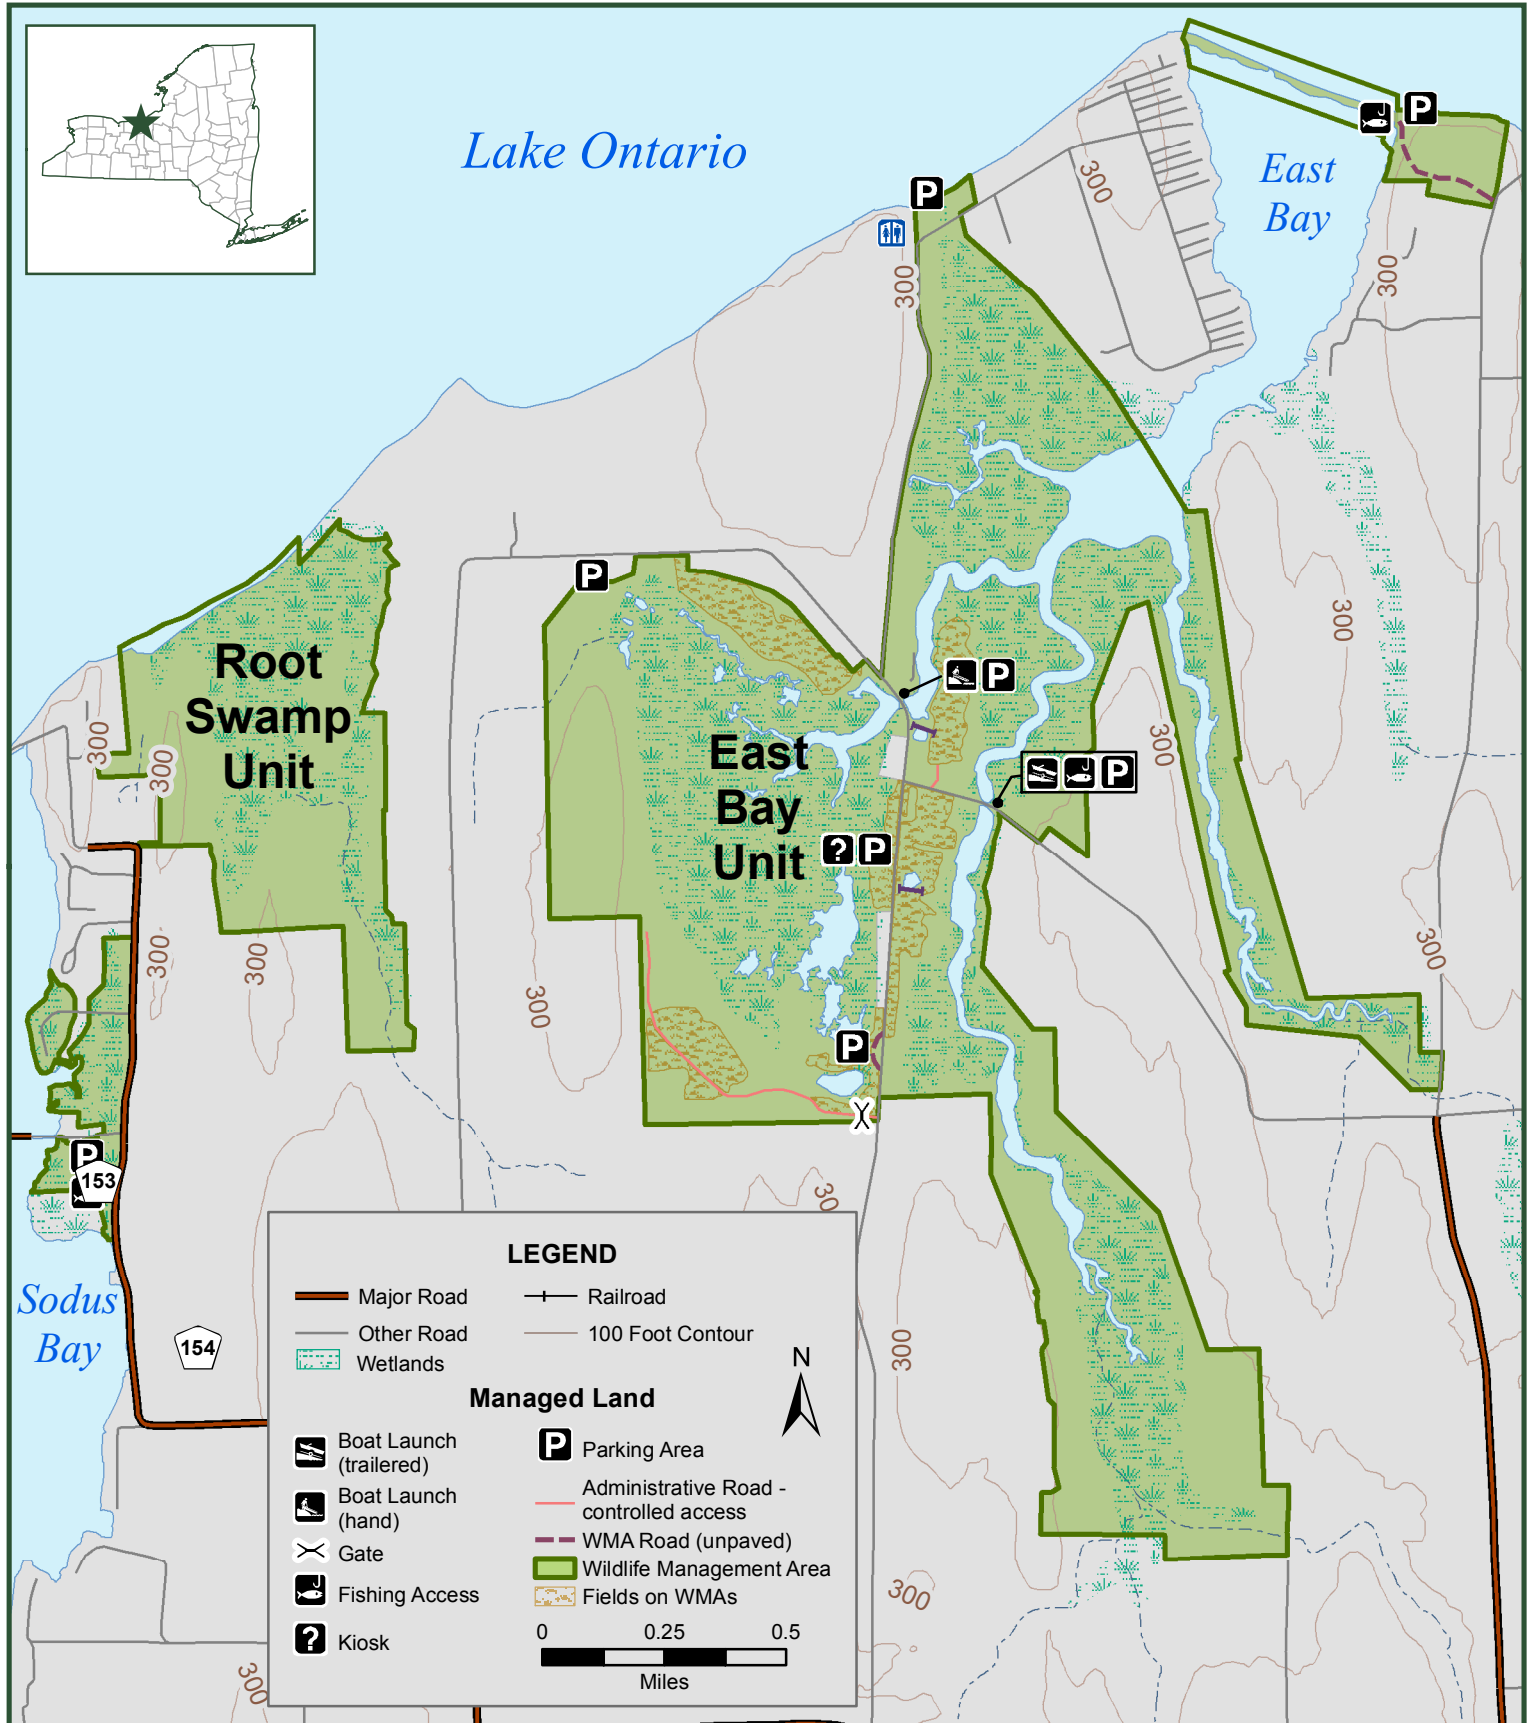 Lake Ontario
P
East
Bay
P
300
300
300
P
Root
Swamp
Unit
300
P
300
300
300
East
Bay
Unit
P
? P
300
300
300
300
300
P
P
153
30
Sodus
Bay
154
300
300
300
LEGEND
Major Road
Railroad
Other Road
100 Foot Contour
Wetlands
N
Managed Land
Boat Launch
(trailered)
P Parking Area
Boat Launch
(hand)
Administrative Road -
controlled access
Gate
WMA Road (unpaved)
Wildlife Management Area
Fishing Access
Fields on WMAs
? Kiosk
0 0.25 0.5
Miles